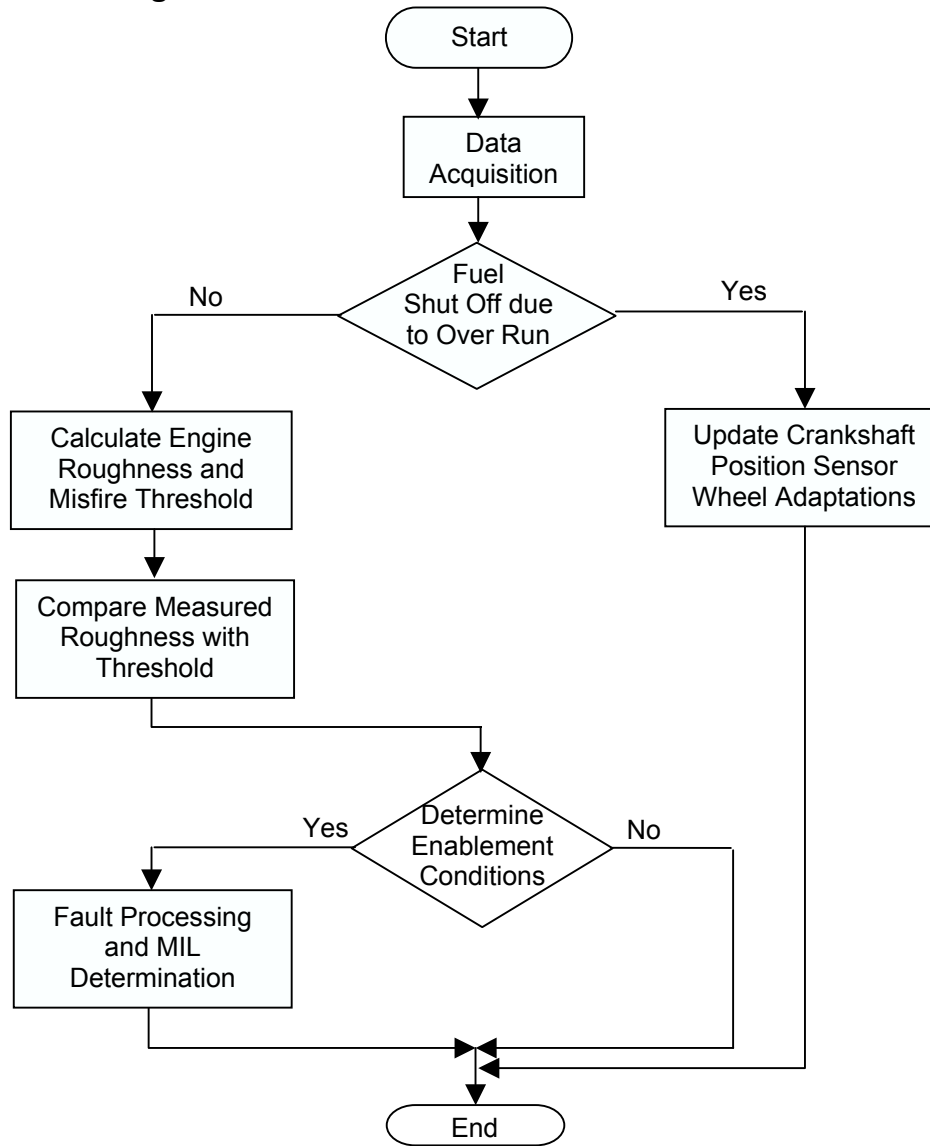 Start
Data
Acquisition
Fuel
Shut Off due
to Over Run
No
Yes
Calculate Engine
Roughness and
Misfire Threshold
Update Crankshaft
Position Sensor
Wheel Adaptations
Compare Measured
Roughness with
Threshold
Determine
Enablement
Conditions
Yes
No
Fault Processing
and MIL
Determination
End